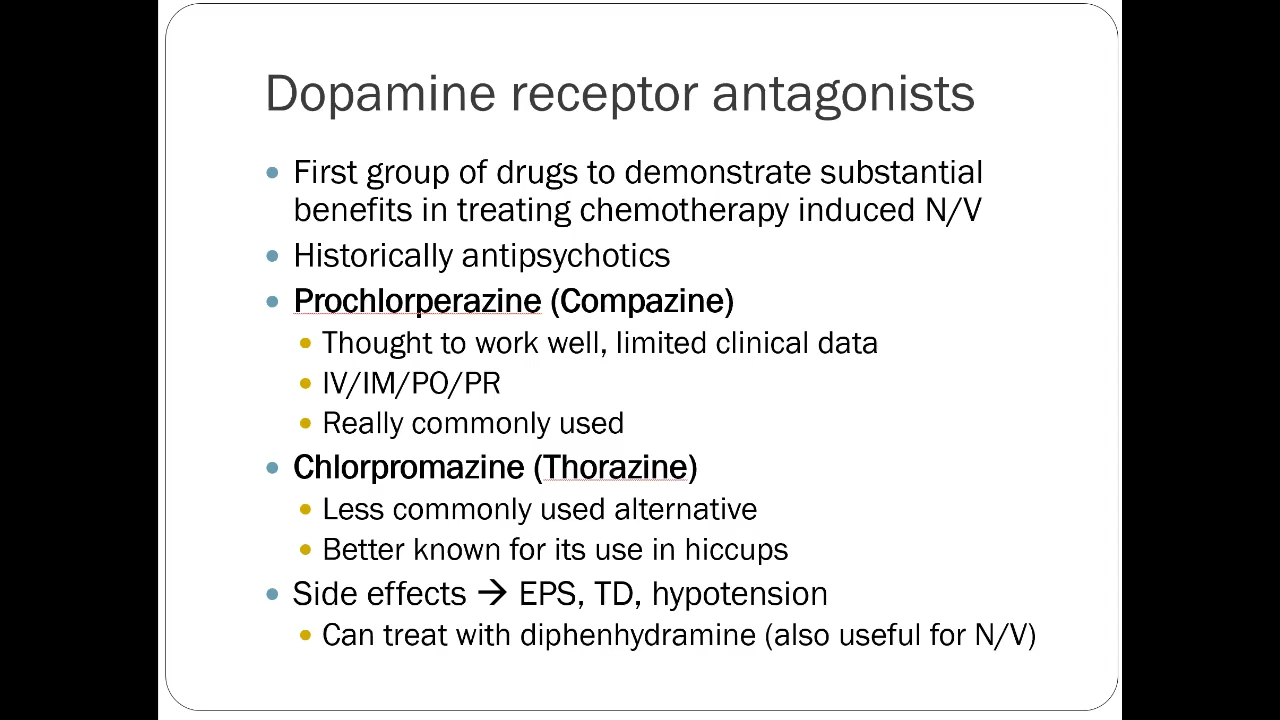 Dopamine receptor antagonists
• First group of drugs to demonstrate substantial
benefits in treating chemotherapy induced N/V
• Historically antipsychotics
• Prochlorperazine (Compazine)
• Thought to work well, limited clinical data
• IV/IM/PO/PR
• Really commonly used
• Chlorpromazine (Thorazine)
• Less commonly used alternative
• Better known for its use in hiccups
• Side effects → EPS, TD, hypotension
• Can treat with diphenhydramine (also useful for N/V)